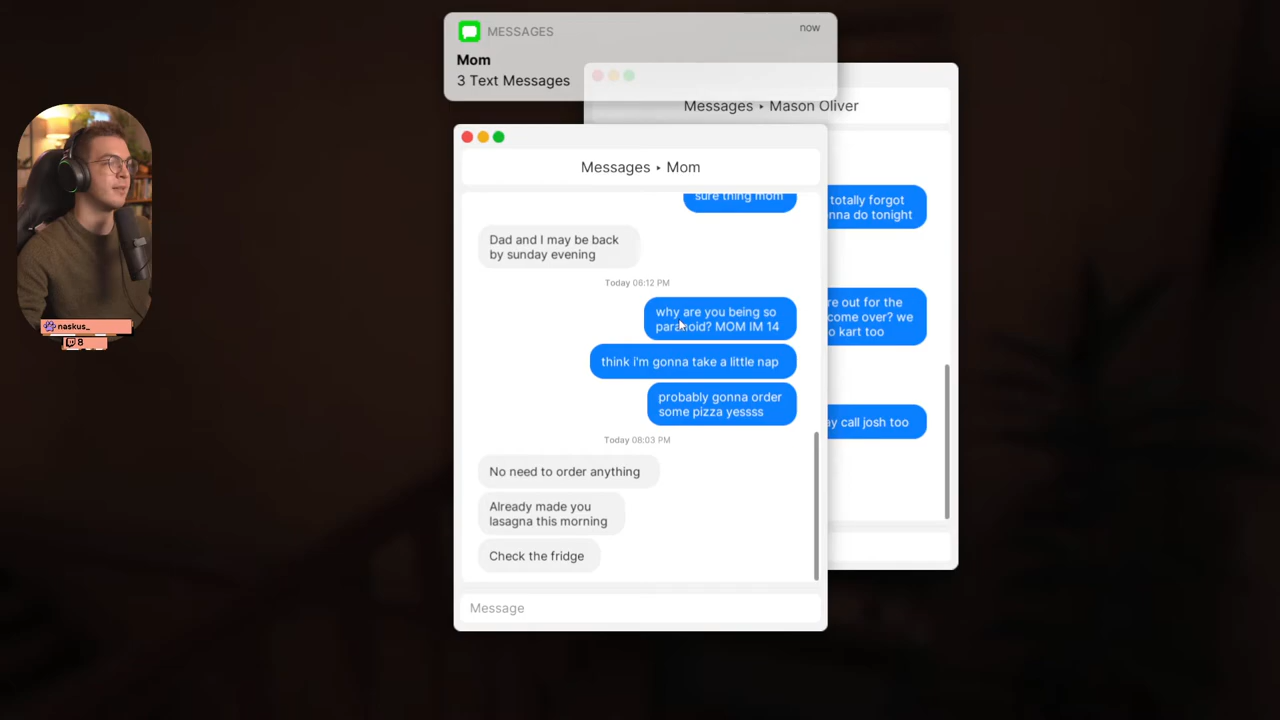 MESSAGES
now
Mom
3 Text Messages
Messages ‣ Mason Oliver
totally forgot
nna do tonight
re out for the
come over? we
o kart too
ay call josh too
Messages ‣ Mom
sure thing mom
Dad and I may be back
by sunday evening
Today 06:12 PM
why are you being so
paranoid? MOM IM 14
think i'm gonna take a little nap
probably gonna order
some pizza yessss
Today 08:03 PM
No need to order anything
Already made you
lasagna this morning
Check the fridge
Message
naskus_
8